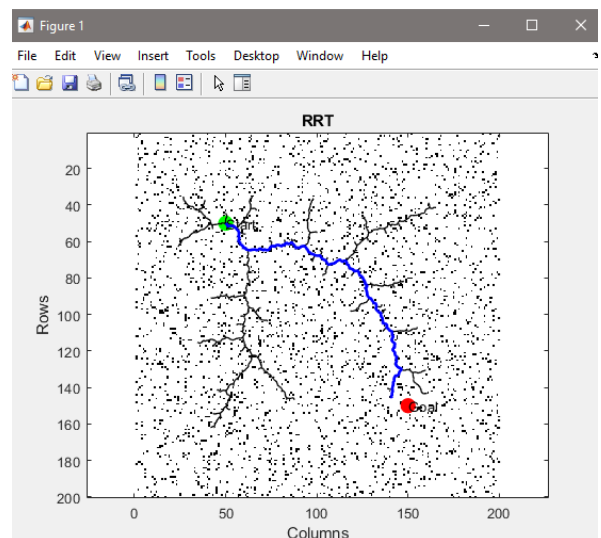 Figure 1
File Edit View Insert Tools Desktop Window Help
RRT
20
40
60
80
100
120
140
160
180
200
Rows
Start
Goal
0 50 100 150 200
Columns